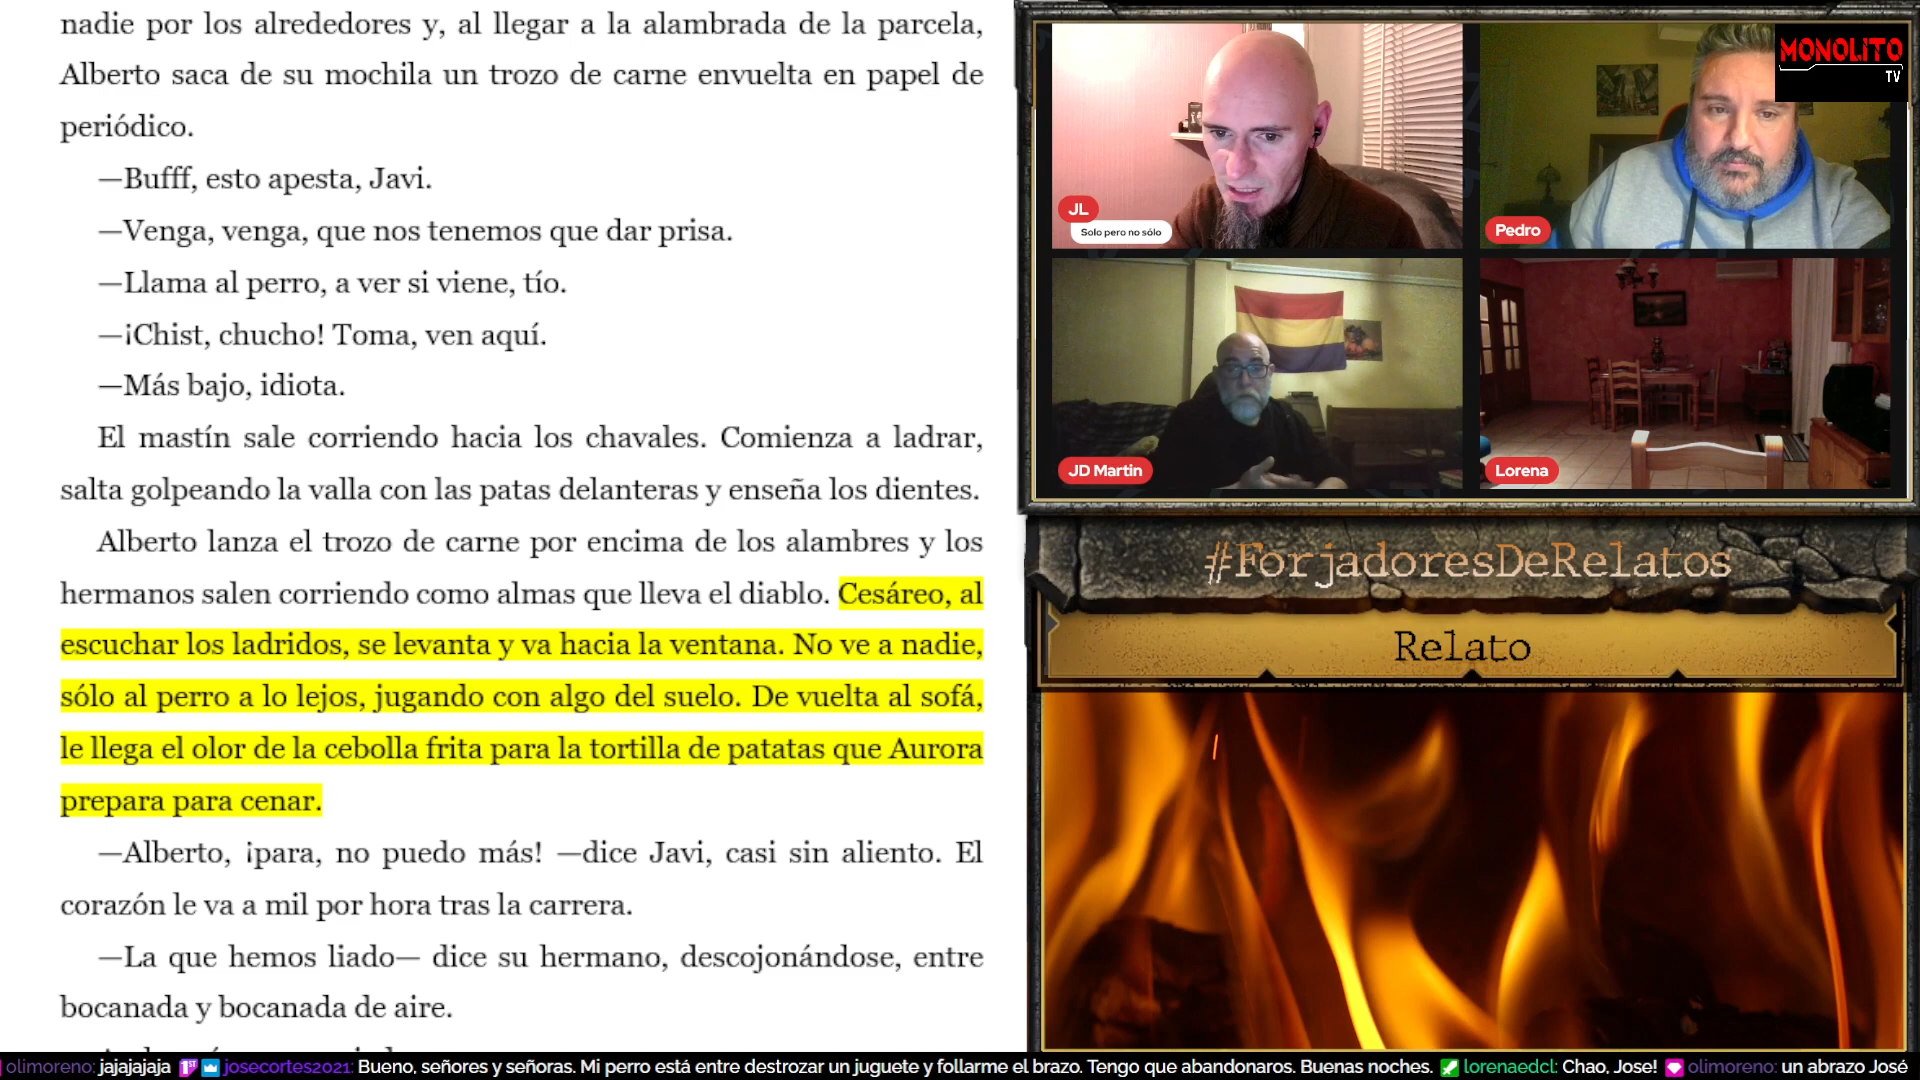 nadie por los alrededores y, al llegar a la alambrada de la parcela,
Alberto saca de su mochila un trozo de carne envuelta en papel de
periódico.
—Bufff, esto apesta, Javi.
—Venga, venga, que nos tenemos que dar prisa.
—Llama al perro, a ver si viene, tío.
—¡Chist, chucho! Toma, ven aquí.
—Más bajo, idiota.
El mastín sale corriendo hacia los chavales. Comienza a ladrar,
salta golpeando la valla con las patas delanteras y enseña los dientes.
Alberto lanza el trozo de carne por encima de los alambres y los
hermanos salen corriendo como almas que lleva el diablo. Cesáreo, al
escuchar los ladridos, se levanta y va hacia la ventana. No ve a nadie,
sólo al perro a lo lejos, jugando con algo del suelo. De vuelta al sofá,
le llega el olor de la cebolla frita para la tortilla de patatas que Aurora
prepara para cenar.
—Alberto, ¡para, no puedo más! —dice Javi, casi sin aliento. El
corazón le va a mil por hora tras la carrera.
—La que hemos liado— dice su hermano, descojonándose, entre
bocanada y bocanada de aire.
MONOLITO
TV
JL
Solo pero no sólo
Pedro
JD Martin
Lorena
#ForjadoresDeRelatos
Relato
olimoreno: jajajajaja 1st josecortes2021: Bueno, señores y señoras. Mi perro está entre destrozar un juguete y follarme el brazo. Tengo que abandonaros. Buenas noches. lorenaedcl: Chao, Jose! olimoreno: un abrazo José